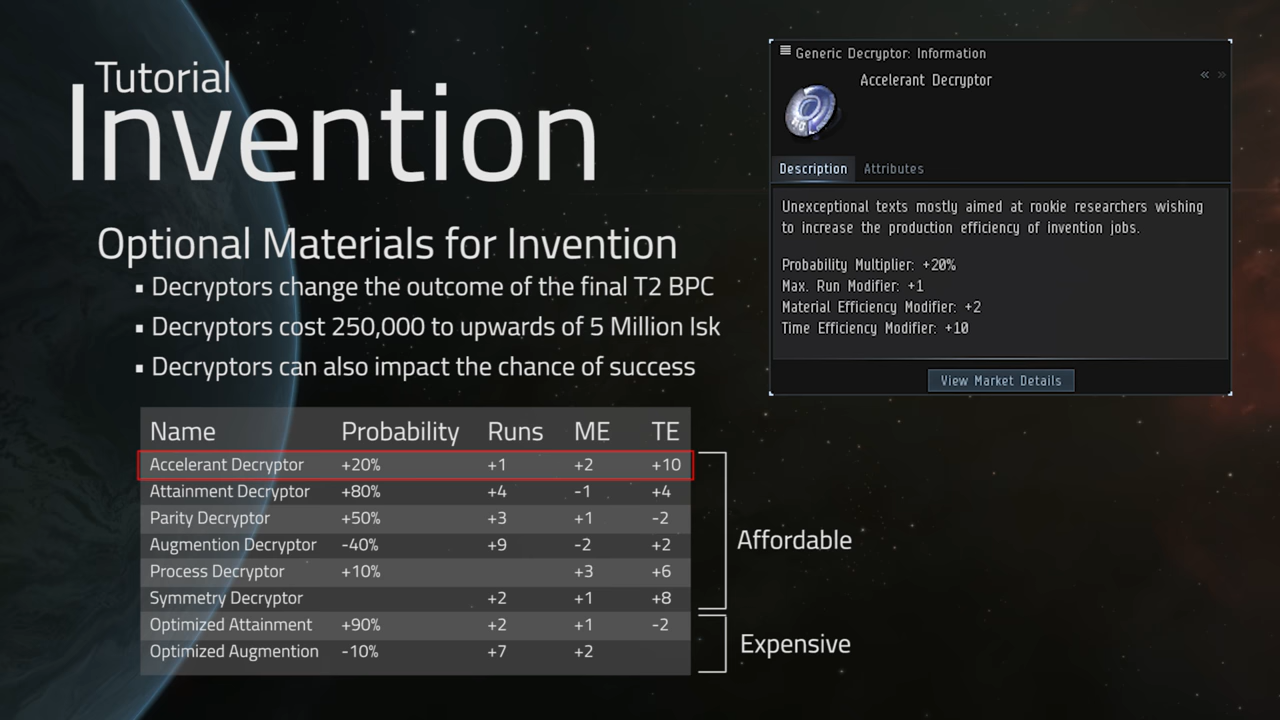 Tutorial
Invention
Optional Materials for Invention
▪ Decryptors change the outcome of the final T2 BPC
▪ Decryptors cost 250,000 to upwards of 5 Million Isk
▪ Decryptors can also impact the chance of success
Name Probability Runs ME TE
Accelerant Decryptor +20% +1 +2 +10
Attainment Decryptor +80% +4 -1 +4
Parity Decryptor +50% +3 +1 -2
Augmention Decryptor -40% +9 -2 +2
Process Decryptor +10% +3 +6
Symmetry Decryptor +2 +1 +8
Optimized Attainment +90% +2 +1 -2
Optimized Augmention -10% +7 +2
Affordable
Expensive
Generic Decryptor: Information
Accelerant Decryptor
Description Attributes
Unexceptional texts mostly aimed at rookie researchers wishing
to increase the production efficiency of invention jobs.
Probability Multiplier: +20%
Max. Run Modifier: +1
Material Efficiency Modifier: +2
Time Efficiency Modifier: +10
View Market Details